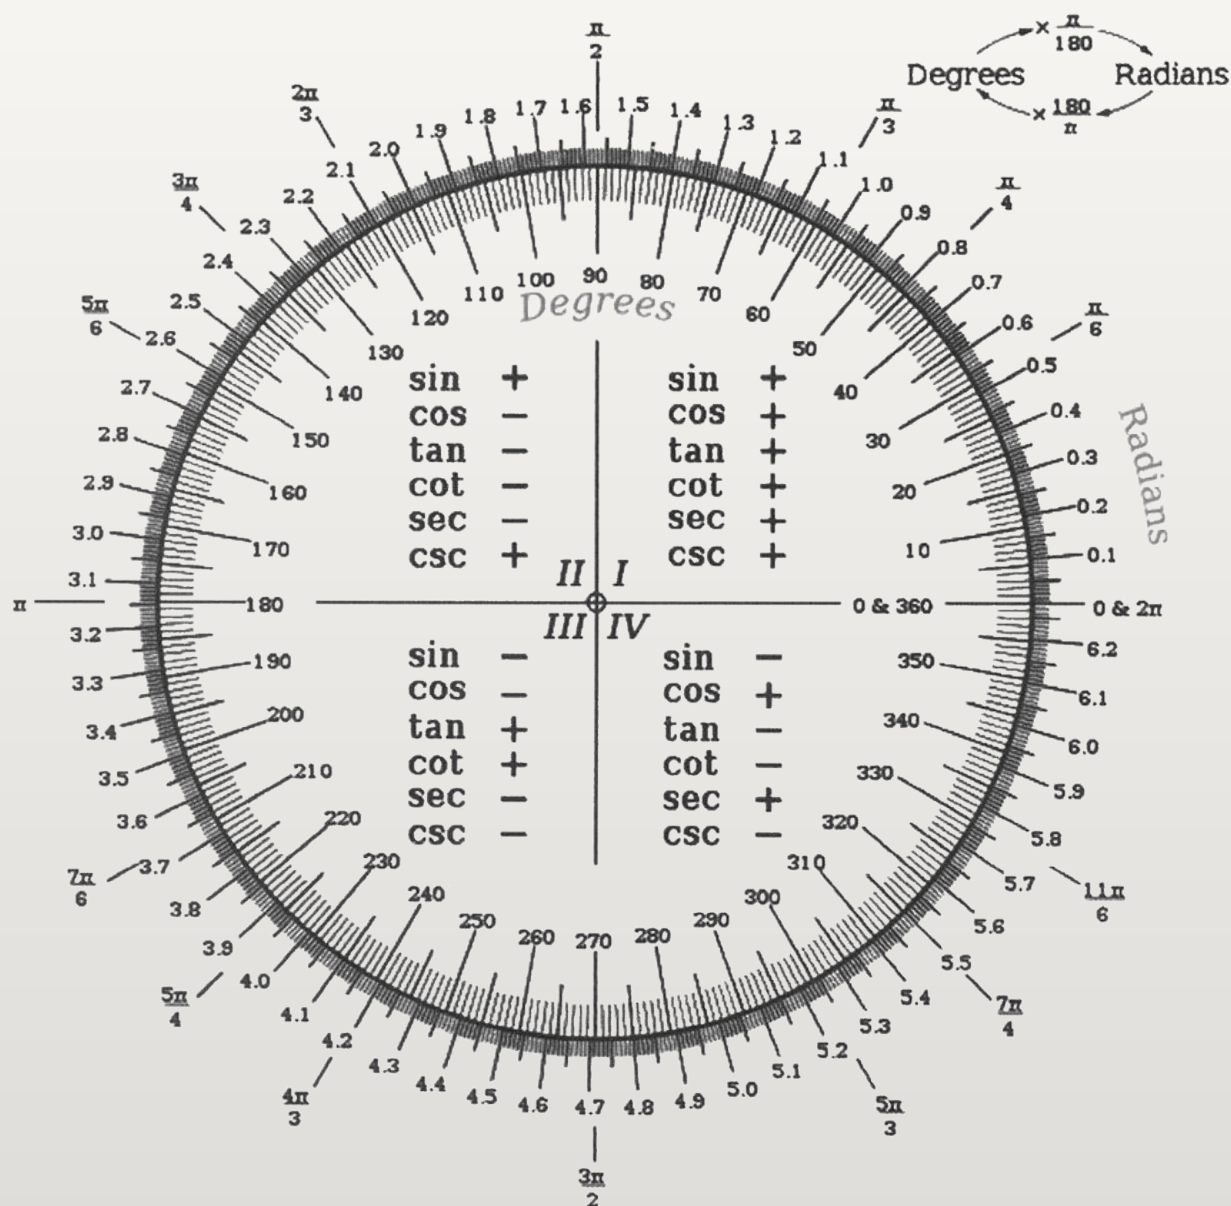 × π/180
Degrees Radians
× 180/π
π/2
2π/3
π/3
3π/4
π/4
5π/6
π/6
π
0 & 2π
7π/6
11π/6
5π/4
7π/4
4π/3
5π/3
3π/2
1.6 1.5 1.4 1.3 1.2 1.1 1.0 0.9 0.8 0.7 0.6 0.5 0.4 0.3 0.2 0.1
1.7 1.8 1.9 2.0 2.1 2.2 2.3 2.4 2.5 2.6 2.7 2.8 2.9 3.0 3.1
3.2 3.3 3.4 3.5 3.6 3.7 3.8 3.9 4.0 4.1 4.2 4.3 4.4 4.5 4.6 4.7
4.8 4.9 5.0 5.1 5.2 5.3 5.4 5.5 5.6 5.7 5.8 5.9 6.0 6.1 6.2
Radians
0 & 360
10 20 30 40 50 60 70 80 90
100 110 120 130 140 150 160 170 180
190 200 210 220 230 240 250 260 270
280 290 300 310 320 330 340 350
Degrees
sin + sin +
cos − cos +
tan − tan +
cot − cot +
sec − sec +
csc + csc +
II I
III IV
sin − sin −
cos − cos +
tan + tan −
cot + cot −
sec − sec +
csc − csc −